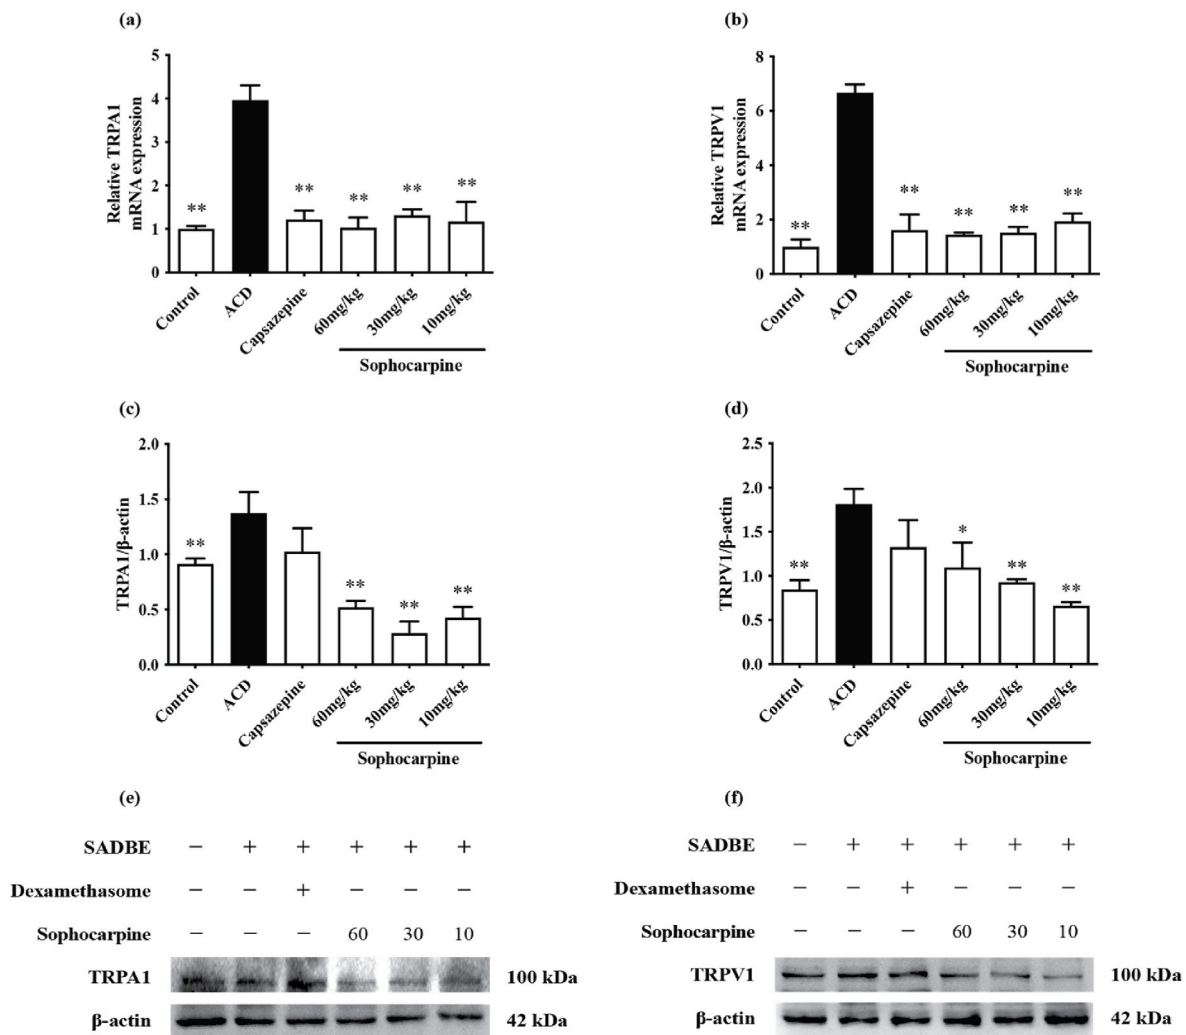 (a)
Relative TRPA1
mRNA expression
5
4
3
2
1
0
**
**
**
**
**
Control
ACD
Capsazepine
60mg/kg
30mg/kg
10mg/kg
Sophocarpine
(b)
Relative TRPV1
mRNA expression
8
6
4
2
0
**
**
**
**
**
Control
ACD
Capsazepine
60mg/kg
30mg/kg
10mg/kg
Sophocarpine
(c)
TRPA1/β-actin
2.0
1.5
1.0
0.5
0.0
**
**
**
**
Control
ACD
Capsazepine
60mg/kg
30mg/kg
10mg/kg
Sophocarpine
(d)
TRPV1/β-actin
2.5
2.0
1.5
1.0
0.5
0.0
**
*
**
**
Control
ACD
Capsazepine
60mg/kg
30mg/kg
10mg/kg
Sophocarpine
(e)
SADBE − + + + + +
Dexamethasome − − + − − −
Sophocarpine − − − 60 30 10
TRPA1 100 kDa
β-actin 42 kDa
(f)
SADBE − + + + + +
Dexamethasome − − + − − −
Sophocarpine − − − 60 30 10
TRPV1 100 kDa
β-actin 42 kDa